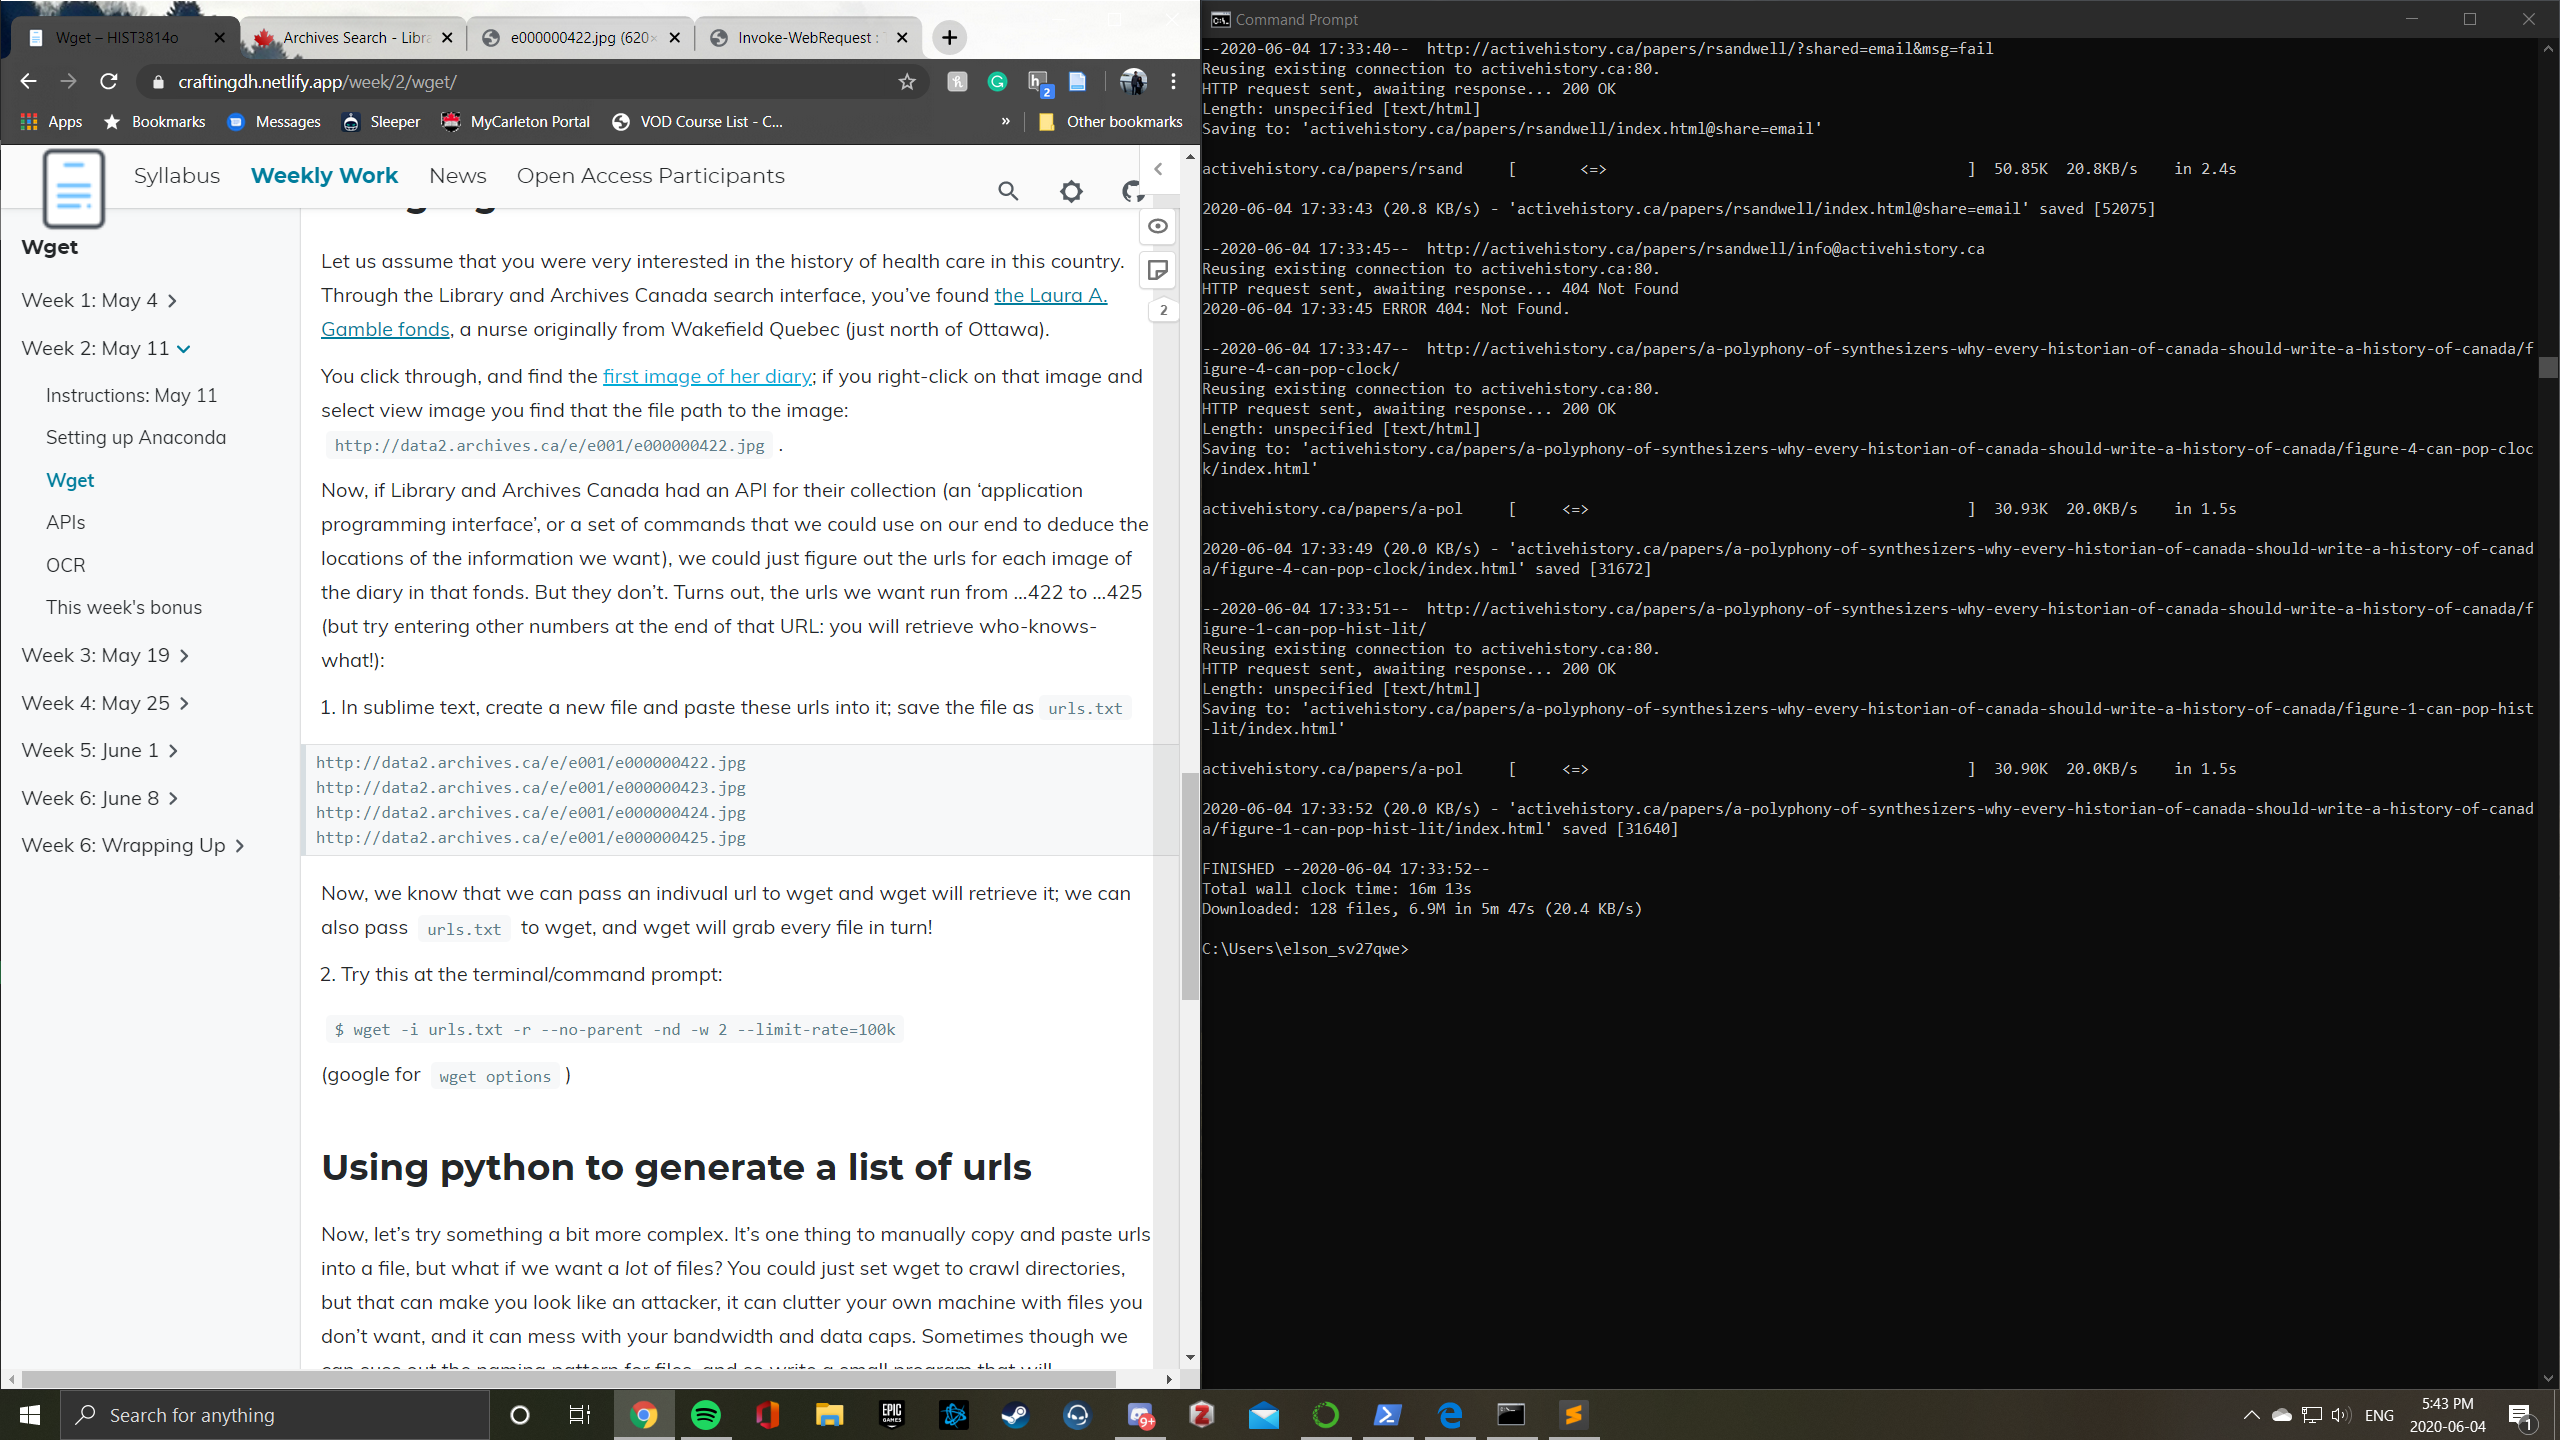 Wget – HIST3814o
Archives Search - Libra
e000000422.jpg (620×
Invoke-WebRequest :
craftingdh.netlify.app/week/2/wget/
2
Apps
Bookmarks
Messages
Sleeper
MyCarleton Portal
VOD Course List - C...
»
Other bookmarks
Syllabus
Weekly Work
News
Open Access Participants
2
Wget
Week 1: May 4
Week 2: May 11
Instructions: May 11
Setting up Anaconda
Wget
APIs
OCR
This week's bonus
Week 3: May 19
Week 4: May 25
Week 5: June 1
Week 6: June 8
Week 6: Wrapping Up
Let us assume that you were very interested in the history of health care in this country.
Through the Library and Archives Canada search interface, you've found the Laura A.
Gamble fonds, a nurse originally from Wakefield Quebec (just north of Ottawa).
You click through, and find the first image of her diary; if you right-click on that image and
select view image you find that the file path to the image:
http://data2.archives.ca/e/e001/e000000422.jpg .
Now, if Library and Archives Canada had an API for their collection (an ‘application
programming interface’, or a set of commands that we could use on our end to deduce the
locations of the information we want), we could just figure out the urls for each image of
the diary in that fonds. But they don’t. Turns out, the urls we want run from …422 to …425
(but try entering other numbers at the end of that URL: you will retrieve who-knows-
what!):
1. In sublime text, create a new file and paste these urls into it; save the file as urls.txt
http://data2.archives.ca/e/e001/e000000422.jpg
http://data2.archives.ca/e/e001/e000000423.jpg
http://data2.archives.ca/e/e001/e000000424.jpg
http://data2.archives.ca/e/e001/e000000425.jpg
Now, we know that we can pass an indivual url to wget and wget will retrieve it; we can
also pass urls.txt to wget, and wget will grab every file in turn!
2. Try this at the terminal/command prompt:
$ wget -i urls.txt -r --no-parent -nd -w 2 --limit-rate=100k
(google for wget options )
Using python to generate a list of urls
Now, let’s try something a bit more complex. It’s one thing to manually copy and paste urls
into a file, but what if we want a lot of files? You could just set wget to crawl directories,
but that can make you look like an attacker, it can clutter your own machine with files you
don’t want, and it can mess with your bandwidth and data caps. Sometimes though we
can suss out the naming pattern for files, and so write a small program that will
Command Prompt
--2020-06-04 17:33:40--  http://activehistory.ca/papers/rsandwell/?shared=email&msg=fail
Reusing existing connection to activehistory.ca:80.
HTTP request sent, awaiting response... 200 OK
Length: unspecified [text/html]
Saving to: 'activehistory.ca/papers/rsandwell/index.html@share=email'
activehistory.ca/papers/rsand     [       <=>                                        ]  50.85K  20.8KB/s    in 2.4s
2020-06-04 17:33:43 (20.8 KB/s) - 'activehistory.ca/papers/rsandwell/index.html@share=email' saved [52075]
--2020-06-04 17:33:45--  http://activehistory.ca/papers/rsandwell/info@activehistory.ca
Reusing existing connection to activehistory.ca:80.
HTTP request sent, awaiting response... 404 Not Found
2020-06-04 17:33:45 ERROR 404: Not Found.
--2020-06-04 17:33:47--  http://activehistory.ca/papers/a-polyphony-of-synthesizers-why-every-historian-of-canada-should-write-a-history-of-canada/f
igure-4-can-pop-clock/
Reusing existing connection to activehistory.ca:80.
HTTP request sent, awaiting response... 200 OK
Length: unspecified [text/html]
Saving to: 'activehistory.ca/papers/a-polyphony-of-synthesizers-why-every-historian-of-canada-should-write-a-history-of-canada/figure-4-can-pop-cloc
k/index.html'
activehistory.ca/papers/a-pol     [     <=>                                          ]  30.93K  20.0KB/s    in 1.5s
2020-06-04 17:33:49 (20.0 KB/s) - 'activehistory.ca/papers/a-polyphony-of-synthesizers-why-every-historian-of-canada-should-write-a-history-of-canad
a/figure-4-can-pop-clock/index.html' saved [31672]
--2020-06-04 17:33:51--  http://activehistory.ca/papers/a-polyphony-of-synthesizers-why-every-historian-of-canada-should-write-a-history-of-canada/f
igure-1-can-pop-hist-lit/
Reusing existing connection to activehistory.ca:80.
HTTP request sent, awaiting response... 200 OK
Length: unspecified [text/html]
Saving to: 'activehistory.ca/papers/a-polyphony-of-synthesizers-why-every-historian-of-canada-should-write-a-history-of-canada/figure-1-can-pop-hist
-lit/index.html'
activehistory.ca/papers/a-pol     [     <=>                                          ]  30.90K  20.0KB/s    in 1.5s
2020-06-04 17:33:52 (20.0 KB/s) - 'activehistory.ca/papers/a-polyphony-of-synthesizers-why-every-historian-of-canada-should-write-a-history-of-canad
a/figure-1-can-pop-hist-lit/index.html' saved [31640]
FINISHED --2020-06-04 17:33:52--
Total wall clock time: 16m 13s
Downloaded: 128 files, 6.9M in 5m 47s (20.4 KB/s)
C:\Users\elson_sv27qwe>
Search for anything
EPIC GAMES
9+
ENG
5:43 PM
2020-06-04
1